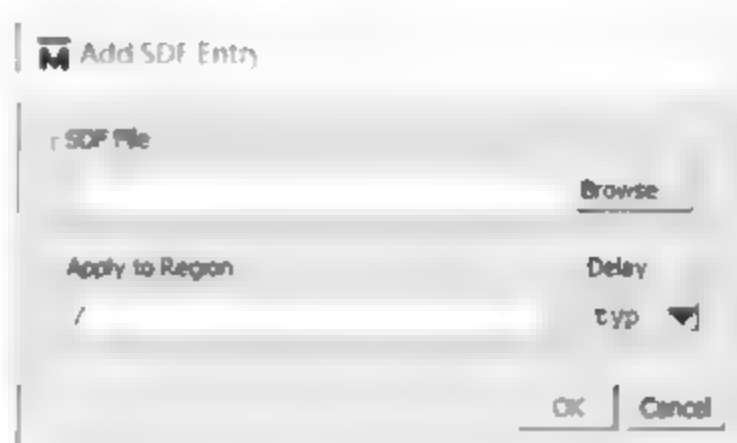 Add SDF Entry
SDF File
Browse
Apply to Region
Delay
/
typ
OK Cancel